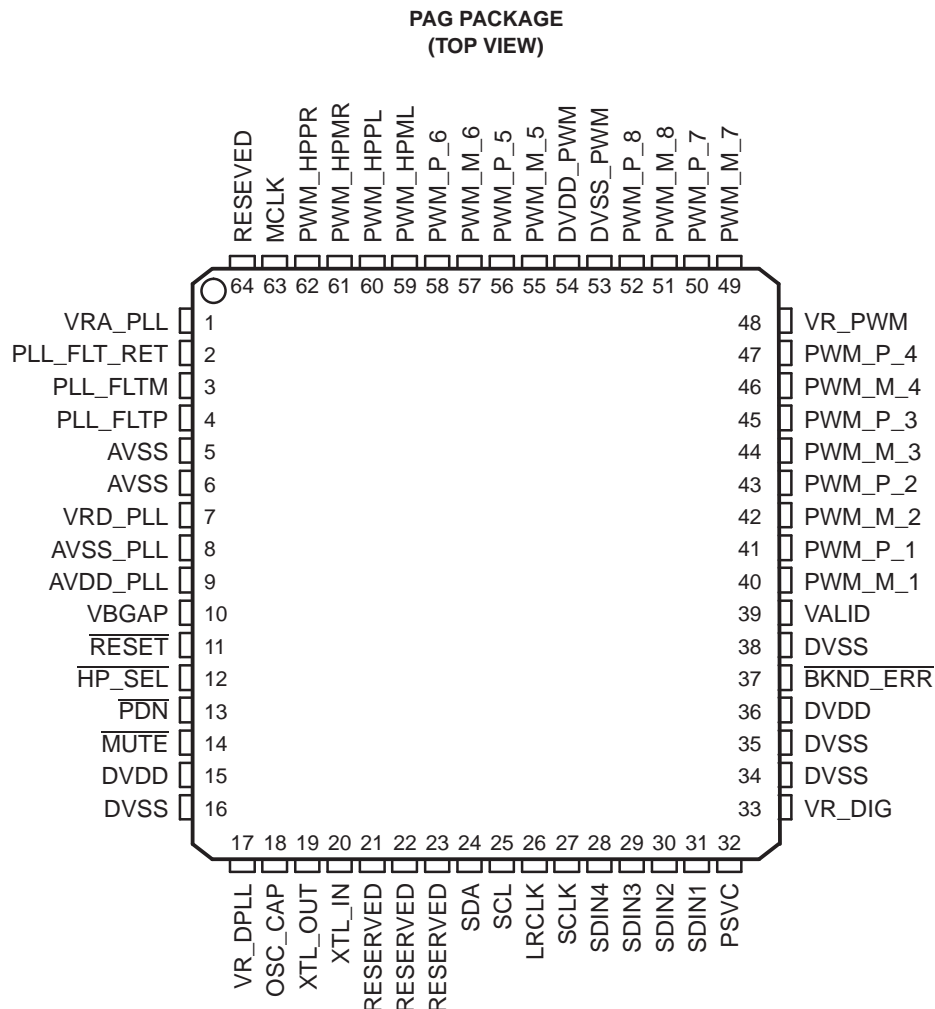 PAG PACKAGE
(TOP VIEW)
RESEVED
MCLK
PWM_HPPR
PWM_HPMR
PWM_HPPL
PWM_HPML
PWM_P_6
PWM_M_6
PWM_P_5
PWM_M_5
DVDD_PWM
DVSS_PWM
PWM_P_8
PWM_M_8
PWM_P_7
PWM_M_7
64 63 62 61 60 59 58 57 56 55 54 53 52 51 50 49
VRA_PLL 1 48 VR_PWM
PLL_FLT_RET 2 47 PWM_P_4
PLL_FLTM 3 46 PWM_M_4
PLL_FLTP 4 45 PWM_P_3
AVSS 5 44 PWM_M_3
AVSS 6 43 PWM_P_2
VRD_PLL 7 42 PWM_M_2
AVSS_PLL 8 41 PWM_P_1
AVDD_PLL 9 40 PWM_M_1
VBGAP 10 39 VALID
RESET 11 38 DVSS
HP_SEL 12 37 BKND_ERR
PDN 13 36 DVDD
MUTE 14 35 DVSS
DVDD 15 34 DVSS
DVSS 16 33 VR_DIG
17 18 19 20 21 22 23 24 25 26 27 28 29 30 31 32
VR_DPLL
OSC_CAP
XTL_OUT
XTL_IN
RESERVED
RESERVED
RESERVED
SDA
SCL
LRCLK
SCLK
SDIN4
SDIN3
SDIN2
SDIN1
PSVC